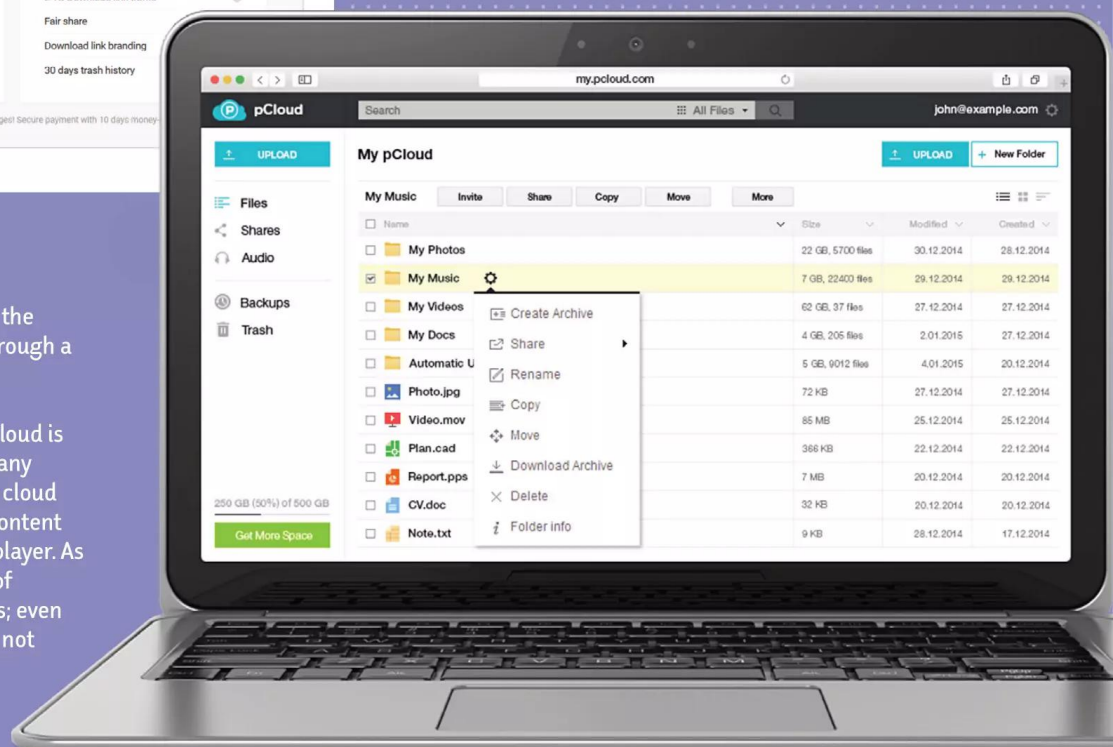 Fair share
Download link branding
30 days trash history
ges! Secure payment with 10 days money-
the
rough a
loud is
any
cloud
ontent
player. As
of
s; even
not
my.pcloud.com
P pCloud
Search
All Files
john@example.com
UPLOAD
My pCloud
UPLOAD
+ New Folder
My Music Invite Share Copy Move More
Files
Shares
Audio
Backups
Trash
250 GB (50%) of 500 GB
Get More Space
Name Size Modified Created
My Photos 22 GB, 5700 files 30.12.2014 28.12.2014
My Music 7 GB, 22400 files 29.12.2014 29.12.2014
My Videos 62 GB, 37 files 27.12.2014 27.12.2014
My Docs 4 GB, 205 files 2.01.2015 27.12.2014
Automatic U 5 GB, 9012 files 4.01.2015 20.12.2014
Photo.jpg 72 KB 27.12.2014 27.12.2014
Video.mov 85 MB 25.12.2014 25.12.2014
Plan.cad 366 KB 22.12.2014 22.12.2014
Report.pps 7 MB 20.12.2014 20.12.2014
CV.doc 32 KB 20.12.2014 20.12.2014
Note.txt 9 KB 28.12.2014 17.12.2014
Create Archive
Share
Rename
Copy
Move
Download Archive
Delete
Folder info